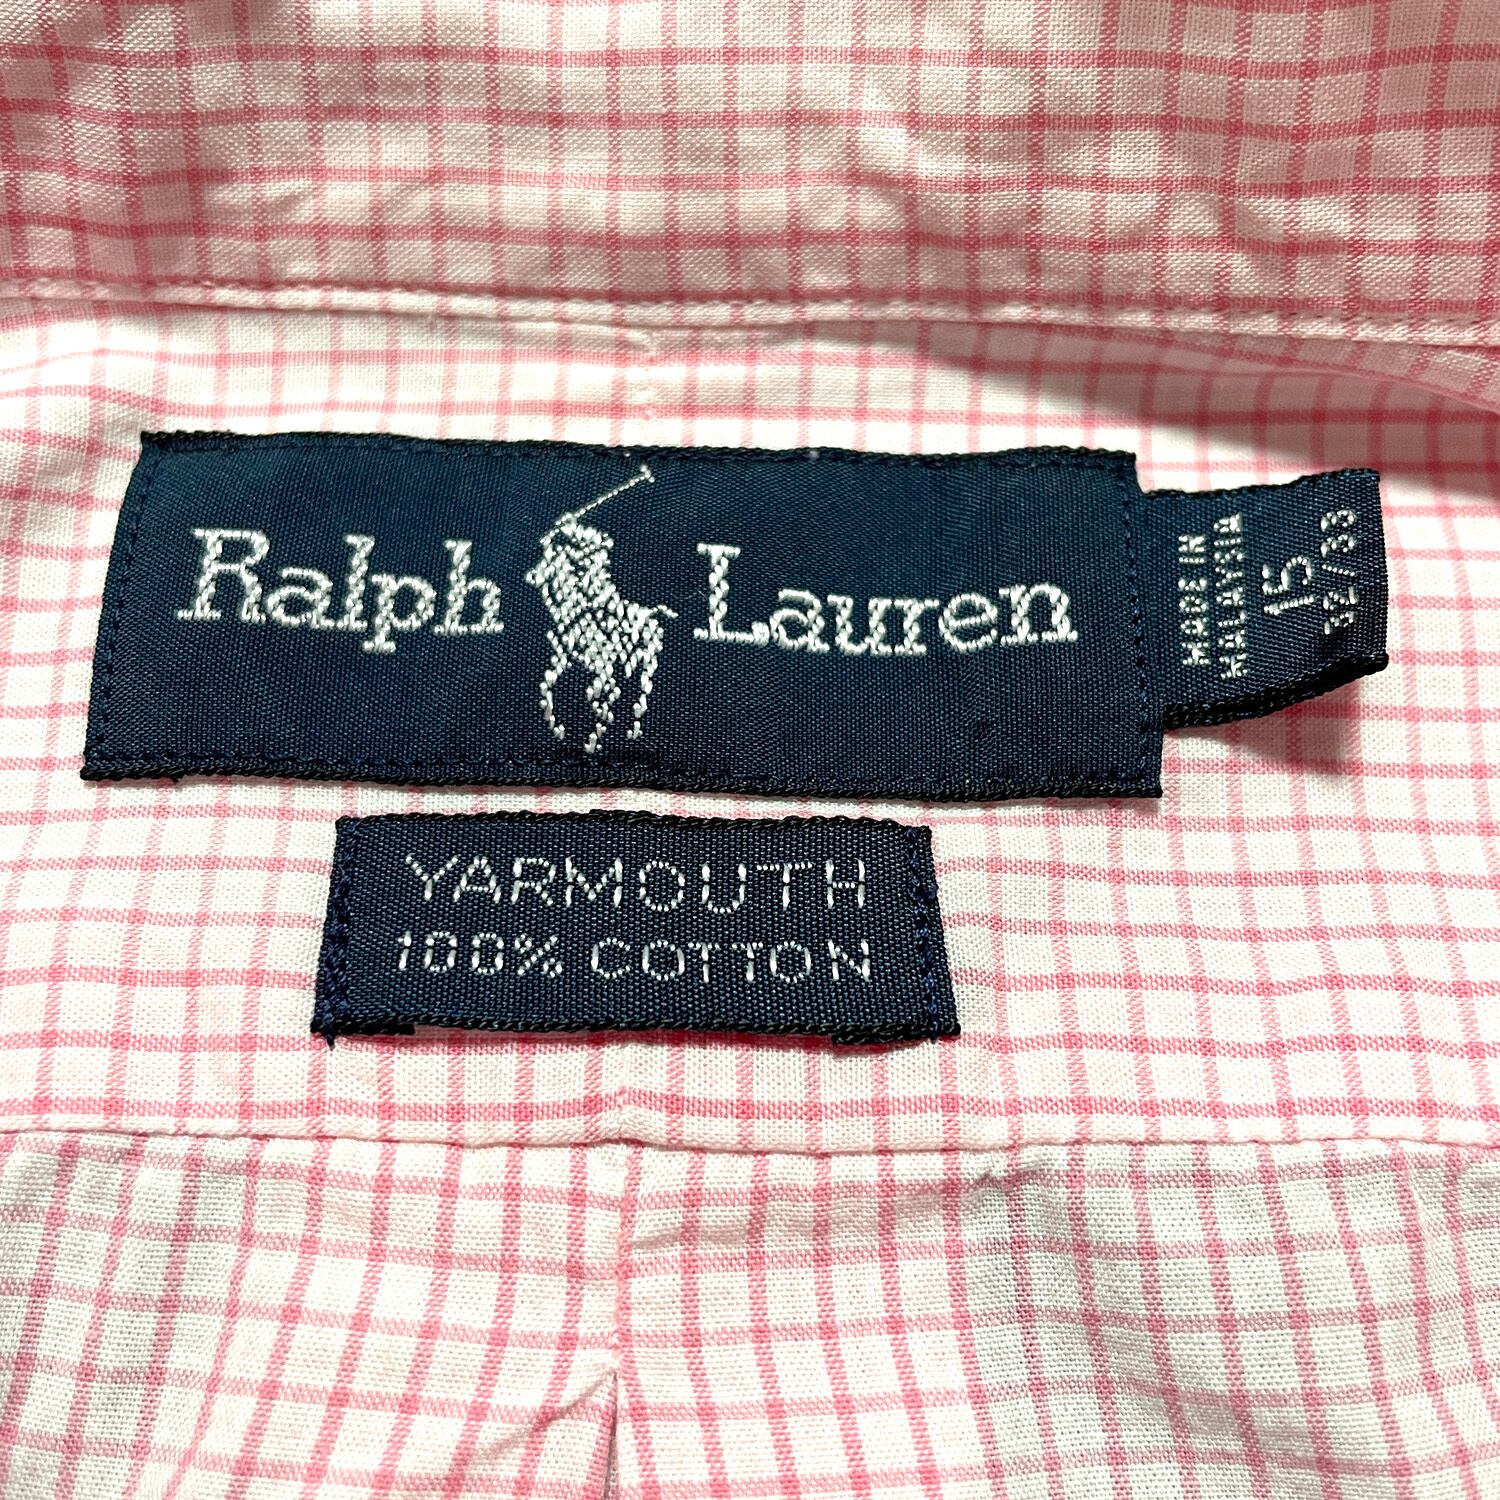 Ralph Lauren
MADE IN
MALAYSIA
15
32/33
YARMOUTH
100% COTTON